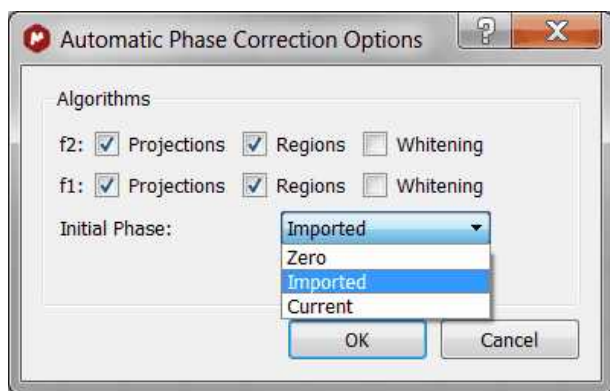 Automatic Phase Correction Options
Algorithms
f2: Projections Regions Whitening
f1: Projections Regions Whitening
Initial Phase: Imported
Zero
Imported
Current
OK Cancel